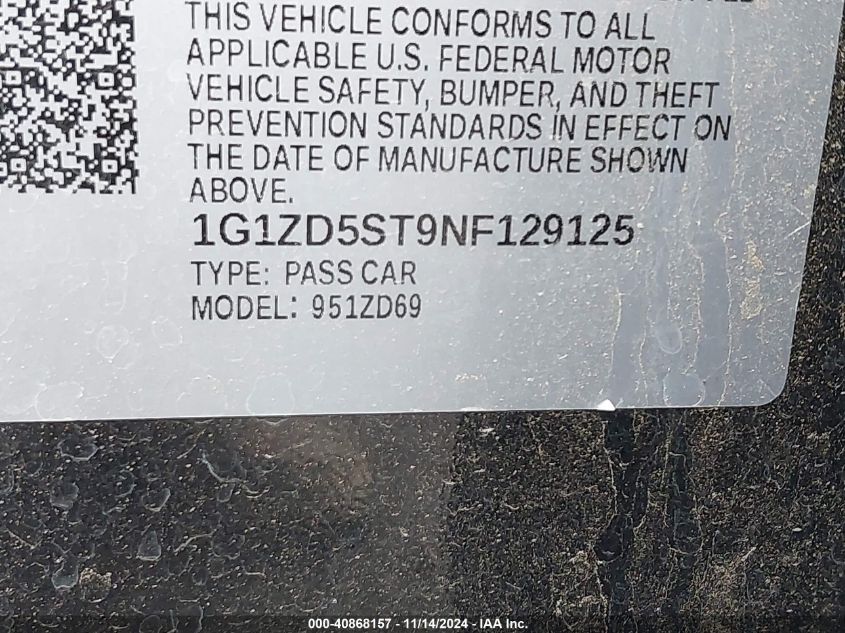 THIS VEHICLE CONFORMS TO ALL
APPLICABLE U.S. FEDERAL MOTOR
VEHICLE SAFETY, BUMPER, AND THEFT
PREVENTION STANDARDS IN EFFECT ON
THE DATE OF MANUFACTURE SHOWN
ABOVE.
1G1ZD5ST9NF129125
TYPE: PASS CAR
MODEL: 951ZD69
000-40868157 - 11/14/2024 - IAA Inc.